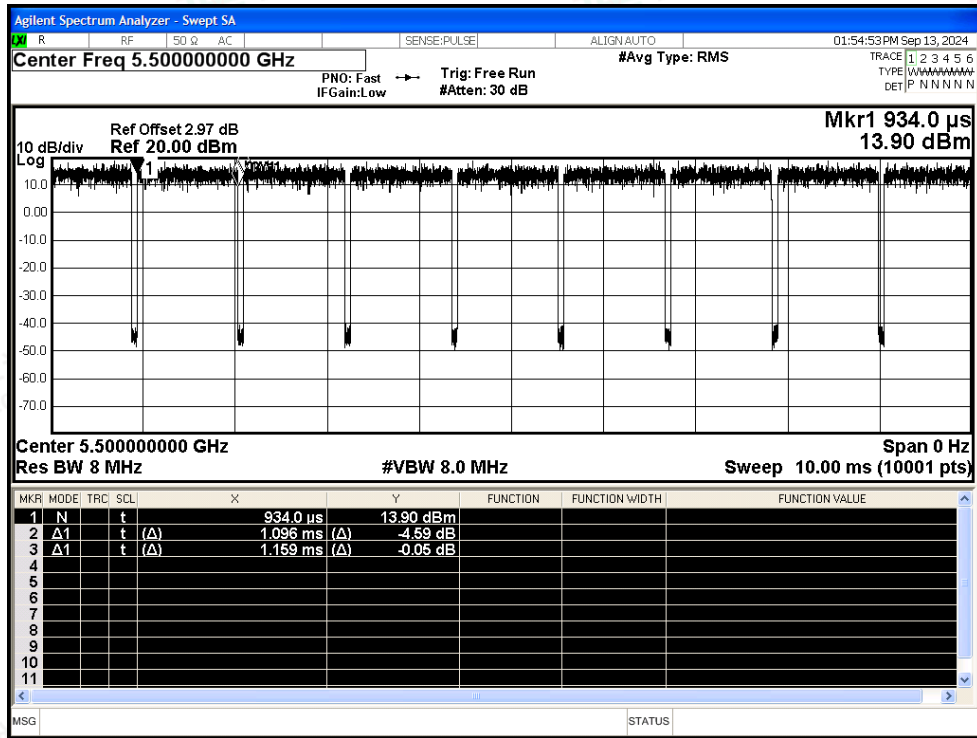 Agilent Spectrum Analyzer - Swept SA
LXI R RF 50 Ω AC SENSE:PULSE ALIGN AUTO 01:54:53 PM Sep 13, 2024
Center Freq 5.500000000 GHz #Avg Type: RMS TRACE 1 2 3 4 5 6
PNO: Fast Trig: Free Run TYPE
IFGain:Low #Atten: 30 dB DET P N N N N N
Mkr1 934.0 µs
Ref Offset 2.97 dB
10 dB/div Ref 20.00 dBm 13.90 dBm
Log
1
10.0
0.00
-10.0
-20.0
-30.0
-40.0
-50.0
-60.0
-70.0
Center 5.500000000 GHz Span 0 Hz
Res BW 8 MHz #VBW 8.0 MHz Sweep 10.00 ms (10001 pts)
MKR MODE TRC SCL X Y FUNCTION FUNCTION WIDTH FUNCTION VALUE
1 N t 934.0 µs 13.90 dBm
2 Δ1 t (Δ) 1.096 ms (Δ) -4.59 dB
3 Δ1 t (Δ) 1.159 ms (Δ) -0.05 dB
4
5
6
7
8
9
10
11
MSG STATUS